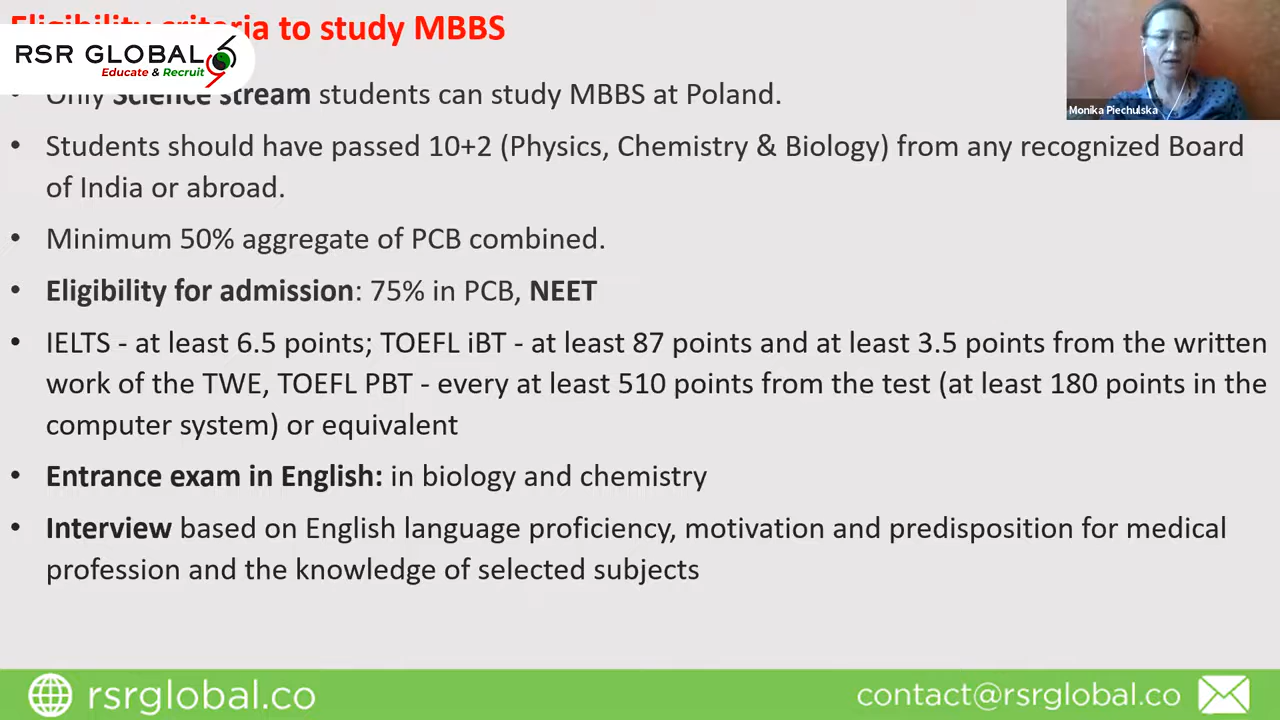 Eligibility criteria to study MBBS
RSR GLOBAL
Educate & Recruit
Monika Piechulska
• Only Science stream students can study MBBS at Poland.
• Students should have passed 10+2 (Physics, Chemistry & Biology) from any recognized Board
of India or abroad.
• Minimum 50% aggregate of PCB combined.
• Eligibility for admission: 75% in PCB, NEET
• IELTS - at least 6.5 points; TOEFL iBT - at least 87 points and at least 3.5 points from the written
work of the TWE, TOEFL PBT - every at least 510 points from the test (at least 180 points in the
computer system) or equivalent
• Entrance exam in English: in biology and chemistry
• Interview based on English language proficiency, motivation and predisposition for medical
profession and the knowledge of selected subjects
rsrglobal.co
contact@rsrglobal.co